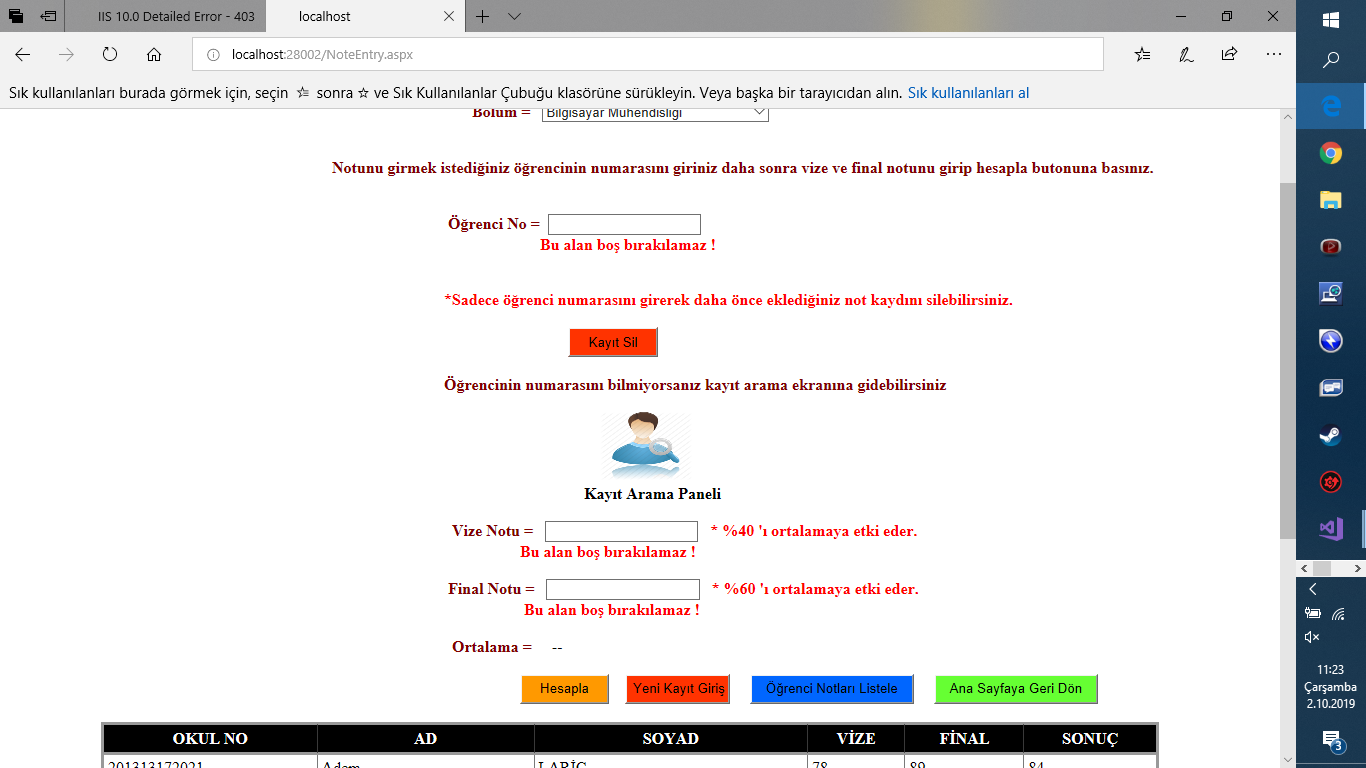 IIS 10.0 Detailed Error - 403
localhost
localhost:28002/NoteEntry.aspx
Sık kullanılanları burada görmek için, seçin sonra ve Sık Kullanılanlar Çubuğu klasörüne sürükleyin. Veya başka bir tarayıcıdan alın. Sık kullanılanları al
Bölüm = Bilgisayar Mühendisliği
Notunu girmek istediğiniz öğrencinin numarasını giriniz daha sonra vize ve final notunu girip hesapla butonuna basınız.
Öğrenci No =
Bu alan boş bırakılamaz !
*Sadece öğrenci numarasını girerek daha önce eklediğiniz not kaydını silebilirsiniz.
Kayıt Sil
Öğrencinin numarasını bilmiyorsanız kayıt arama ekranına gidebilirsiniz
Kayıt Arama Paneli
Vize Notu = * %40 'ı ortalamaya etki eder.
Bu alan boş bırakılamaz !
Final Notu = * %60 'ı ortalamaya etki eder.
Bu alan boş bırakılamaz !
Ortalama = --
Hesapla Yeni Kayıt Giriş Öğrenci Notları Listele Ana Sayfaya Geri Dön
OKUL NO AD SOYAD VİZE FİNAL SONUÇ
201313172021 Adem LARİÇ 78 89 84
11:23
Çarşamba
2.10.2019
3